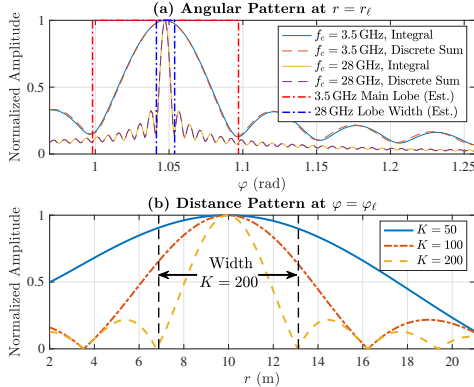 (a) Angular Pattern at r = rℓ
Normalized Amplitude
1
0.5
0
1
1.05
1.1
1.15
1.2
1.25
φ (rad)
f_c = 3.5 GHz, Integral
f_c = 3.5 GHz, Discrete Sum
f_c = 28 GHz, Integral
f_c = 28 GHz, Discrete Sum
3.5 GHz Main Lobe (Est.)
28 GHz Lobe Width (Est.)
(b) Distance Pattern at φ = φℓ
Normalized Amplitude
1
0.5
0
2
4
6
8
10
12
14
16
18
20
r (m)
K = 50
K = 100
K = 200
Width
K = 200